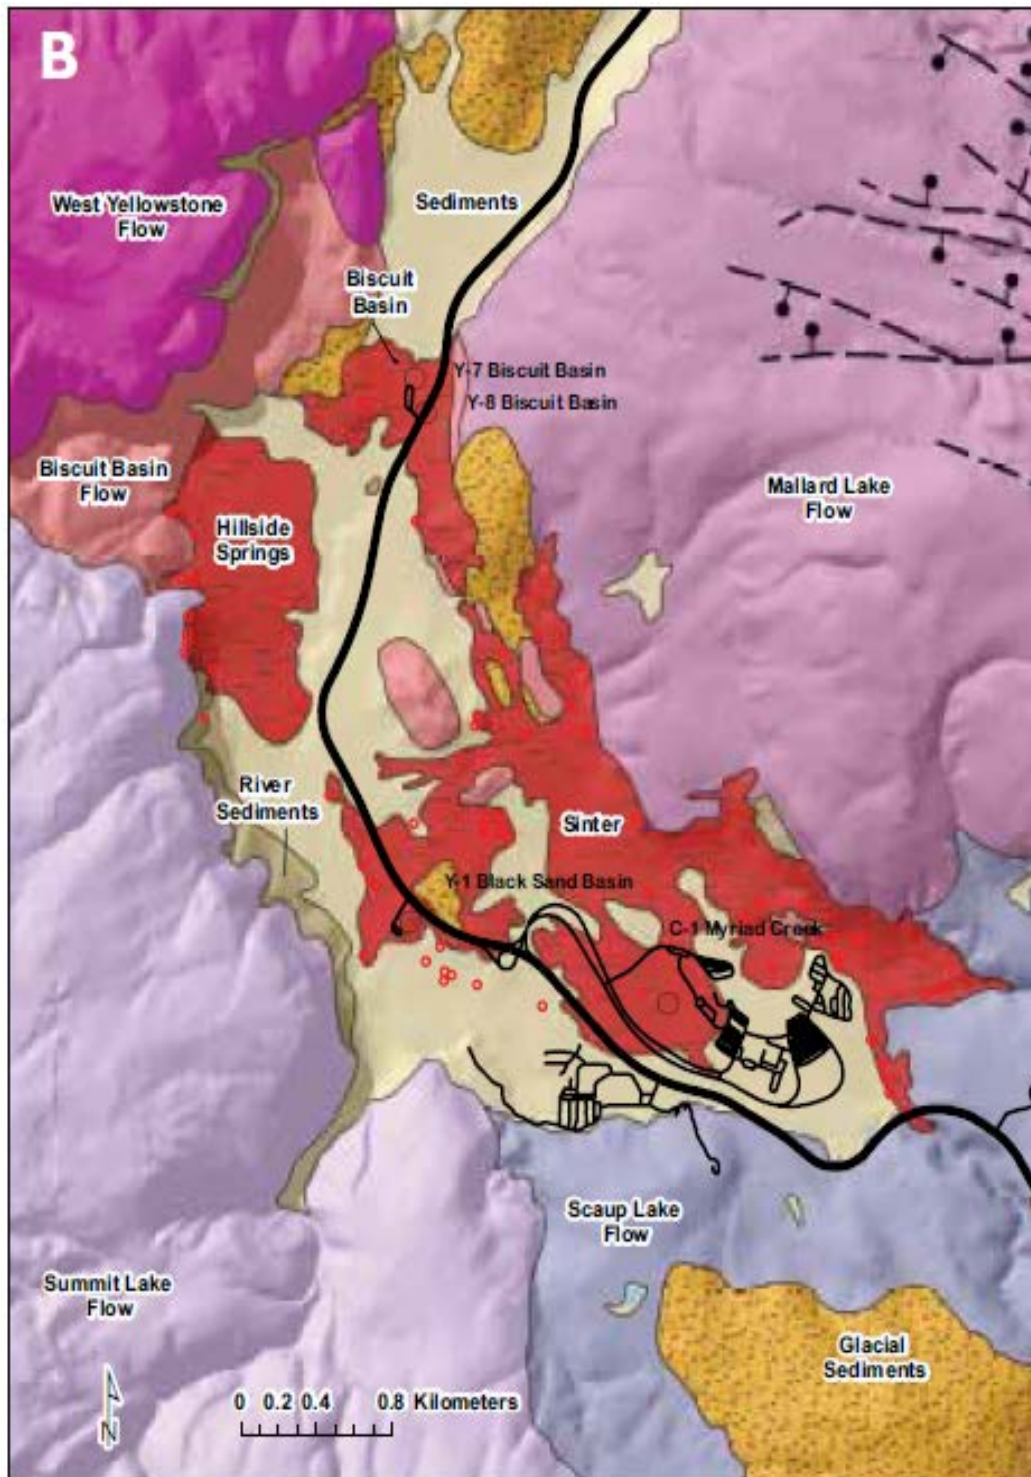 B
West Yellowstone
Flow
Sediments
Biscuit
Basin
Y-7 Biscuit Basin
Y-8 Biscuit Basin
Biscuit Basin
Flow
Hillside
Springs
Mallard Lake
Flow
River
Sediments
Sinter
Y-1 Black Sand Basin
C-1 Myriad Creek
Scaup Lake
Flow
Summit Lake
Flow
Glacial
Sediments
N
0 0.2 0.4 0.8 Kilometers